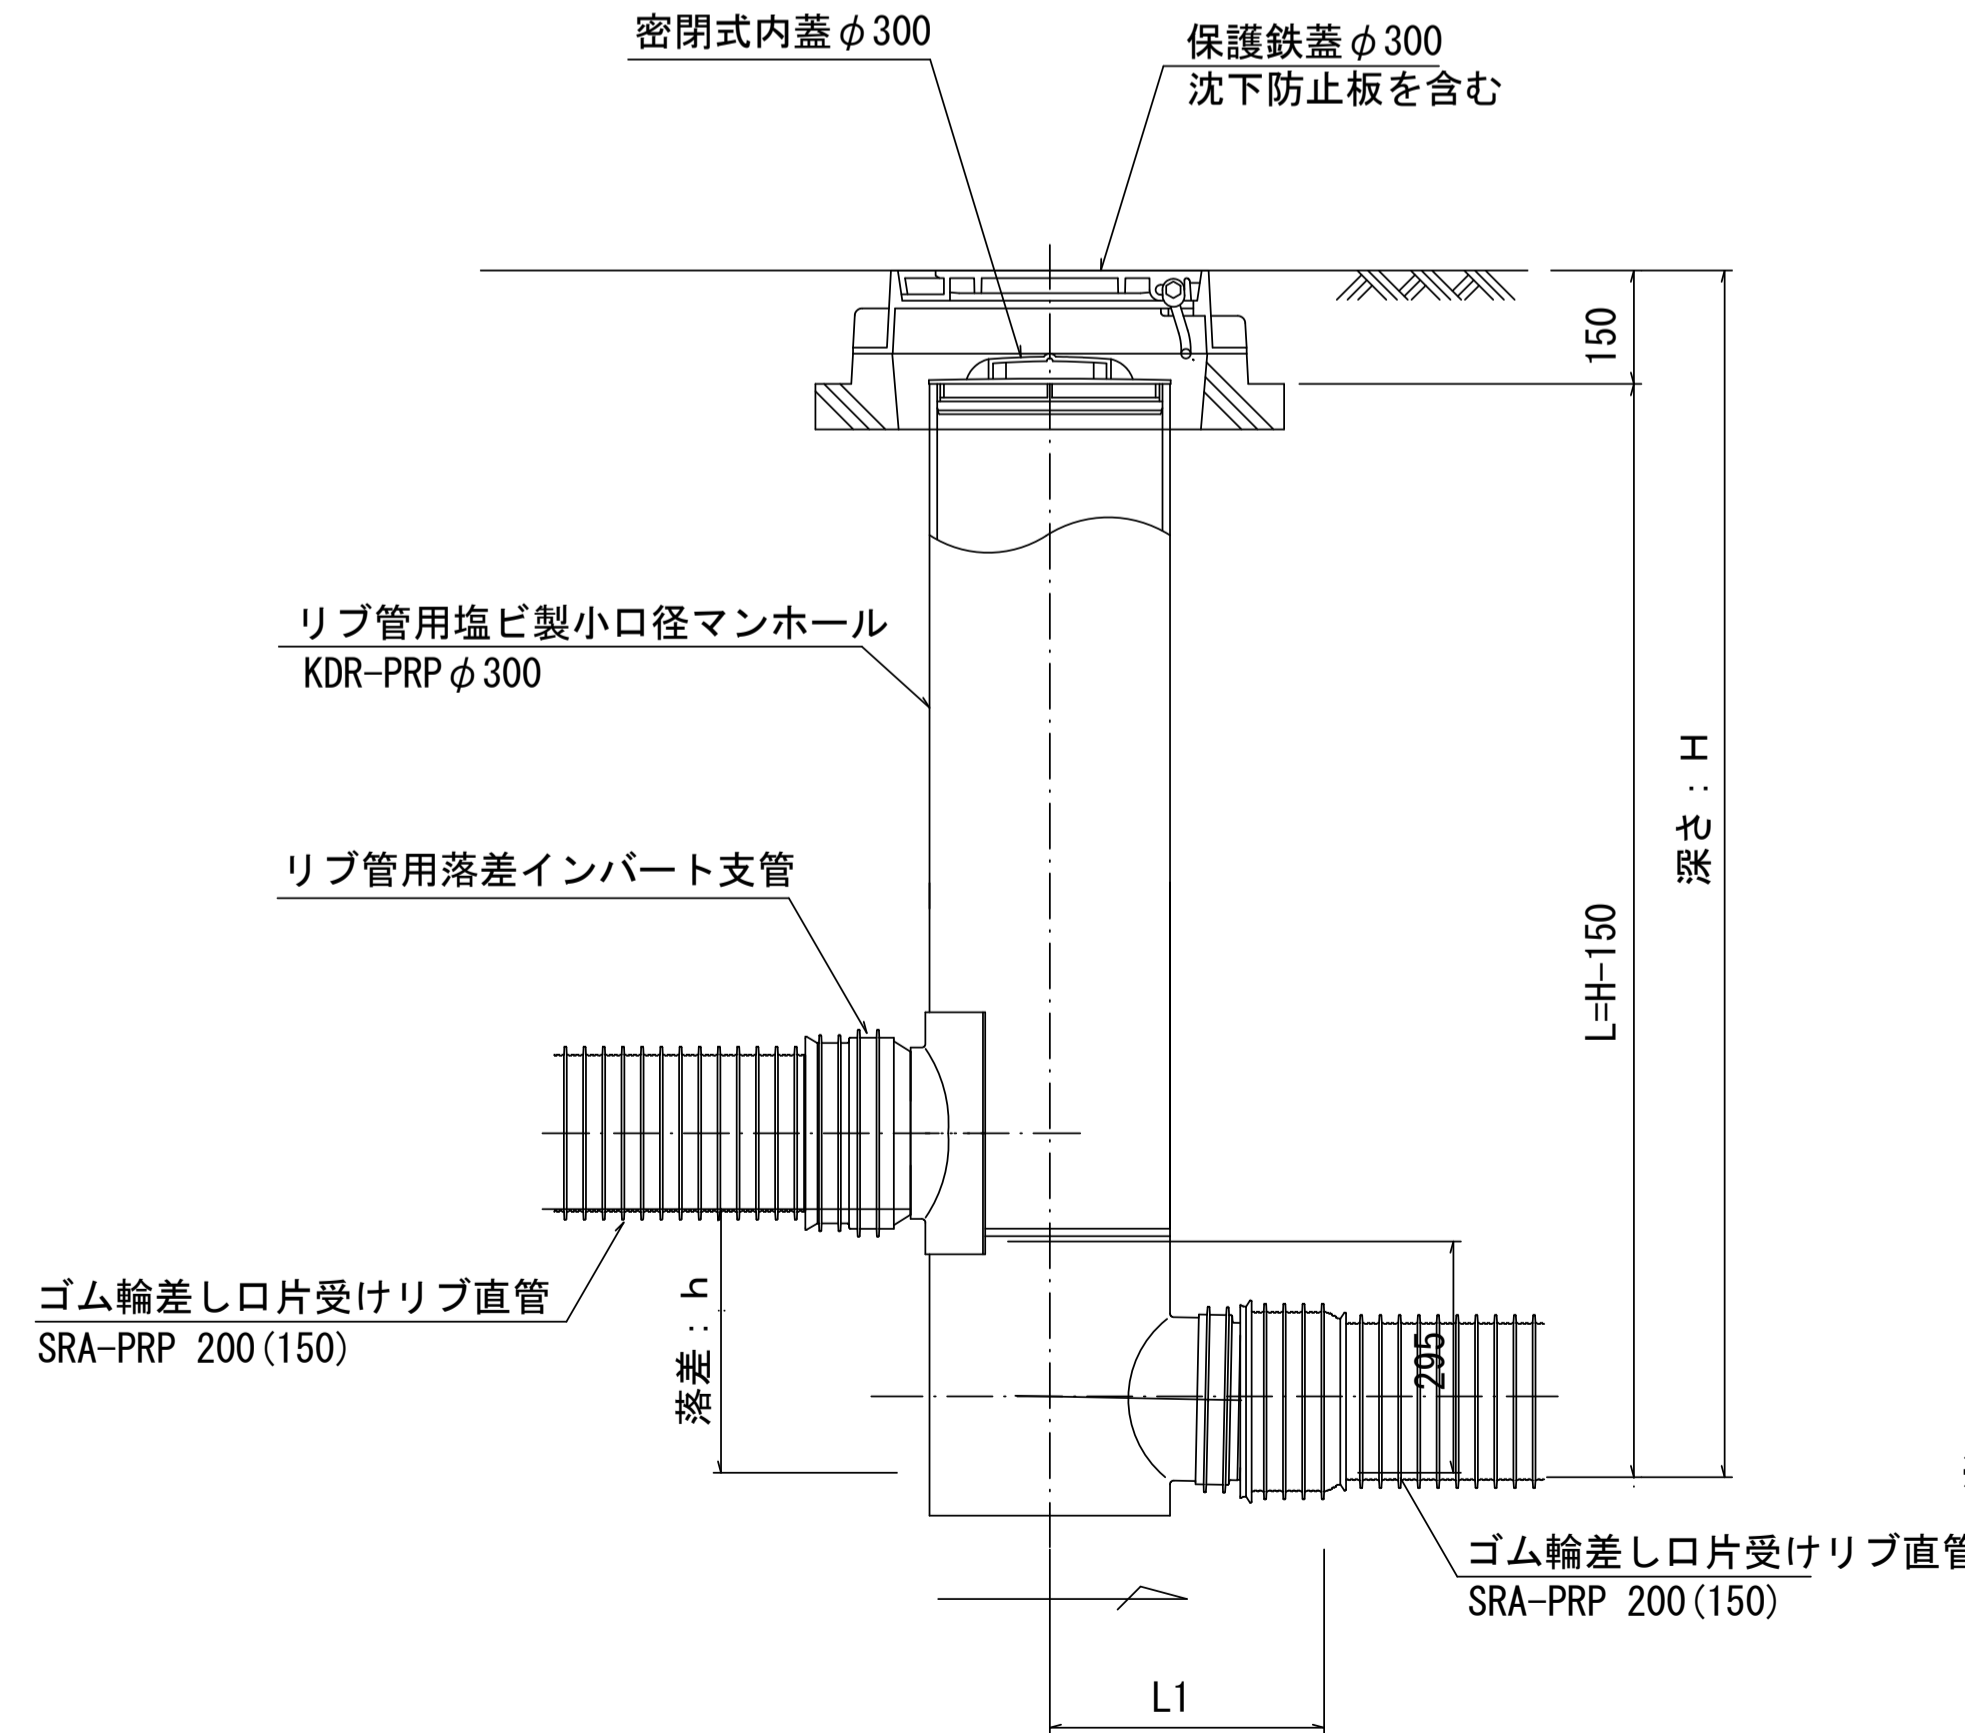 密閉式内蓋φ300
保護鉄蓋φ300
沈下防止板を含む
150
リブ管用塩ビ製小口径マンホール
KDR-PRPφ300
深さ：H
リブ管用落差インバート支管
L=H-150
ゴム輪差し口片受けリブ直管
SRA-PRP 200(150)
落差：h
295
ゴム輪差し口片受けリブ直管
SRA-PRP 200(150)
L1